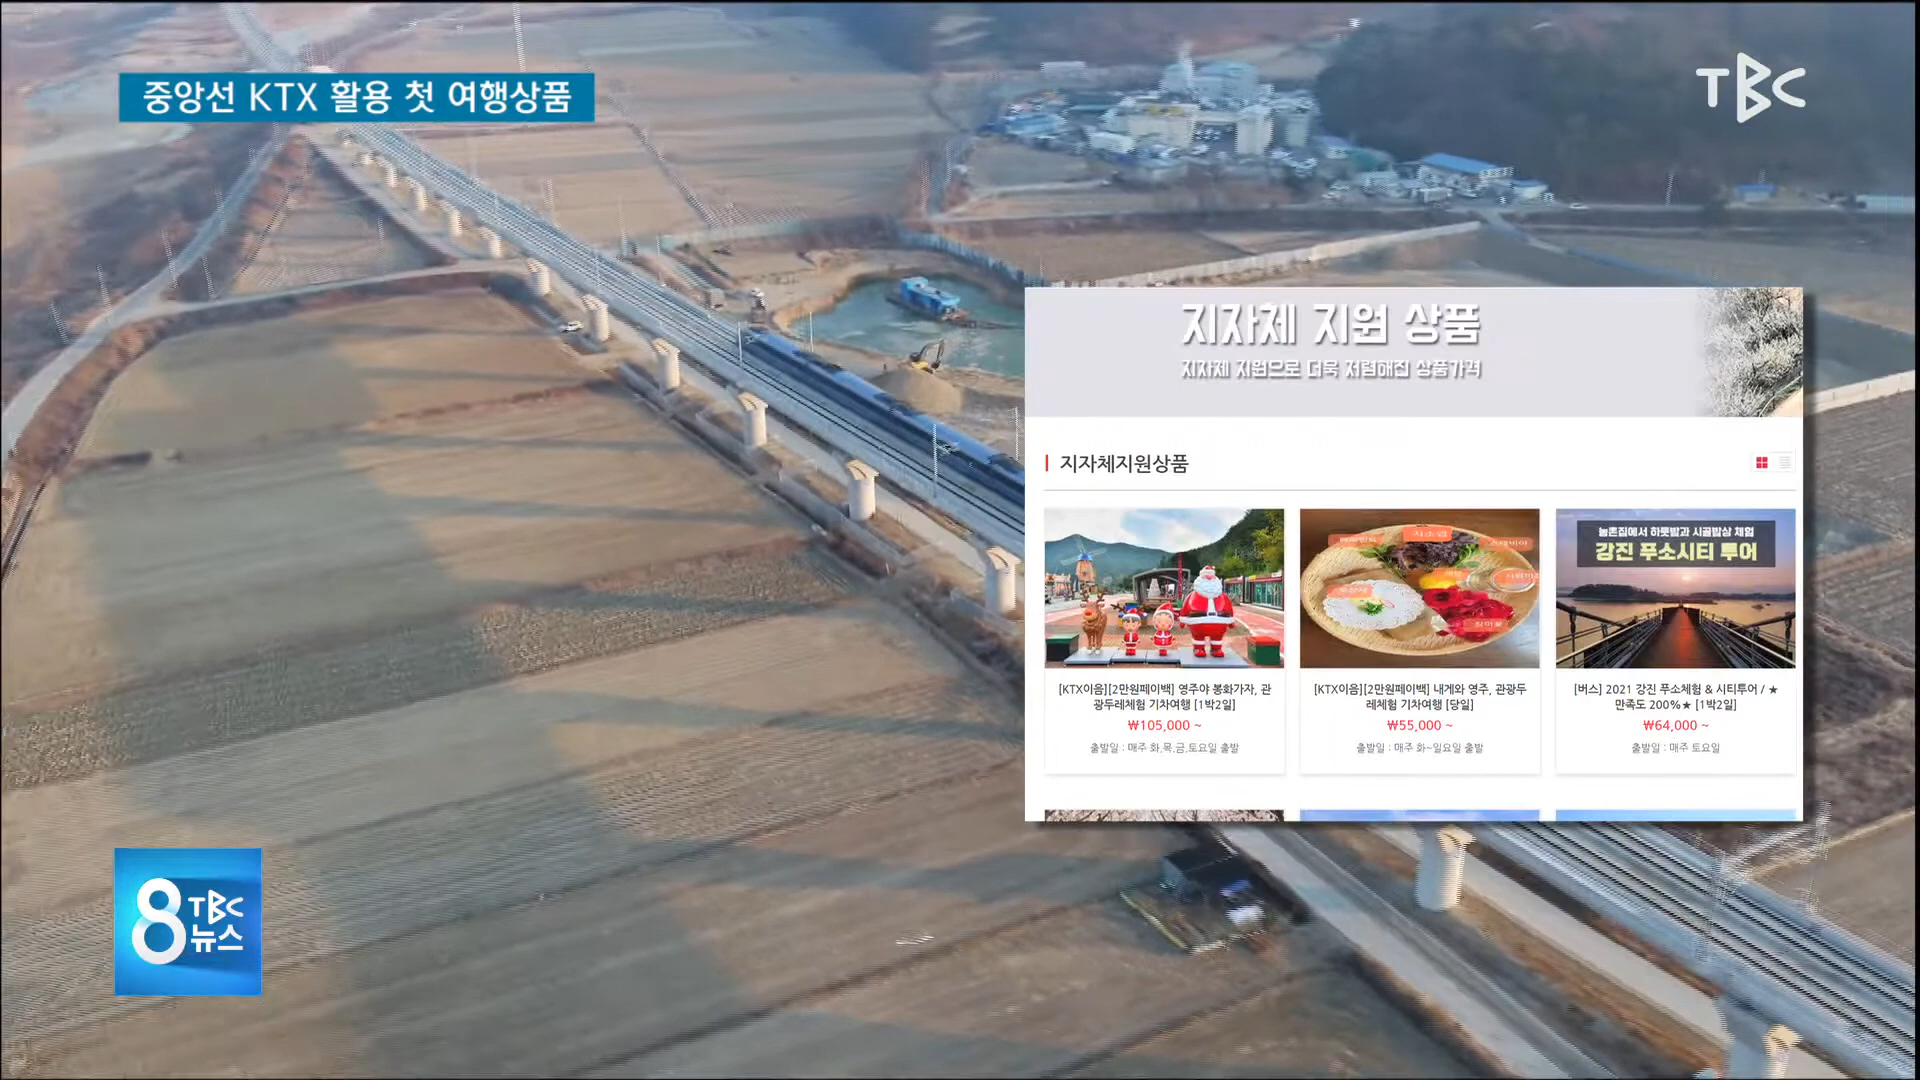 중앙선 KTX 활용 첫 여행상품
TBC
지자체 지원 상품
지자체 지원으로 더욱 저렴해진 상품가격
지자체지원상품
농촌집에서 하룻밤과 시골밥상 체험
강진 푸소시티 투어
[KTX이음][2만원페이백] 영주야 봉화가자, 관
광두레체험 기차여행 [1박2일]
₩105,000 ~
출발일 : 매주 화,목,금,토요일 출발
[KTX이음][2만원페이백] 내게와 영주, 관광두
레체험 기차여행 [당일]
₩55,000 ~
출발일 : 매주 화~일요일 출발
[버스] 2021 강진 푸소체험 & 시티투어 / ★
만족도 200%★ [1박2일]
₩64,000 ~
출발일 : 매주 토요일
8 TBC
뉴스